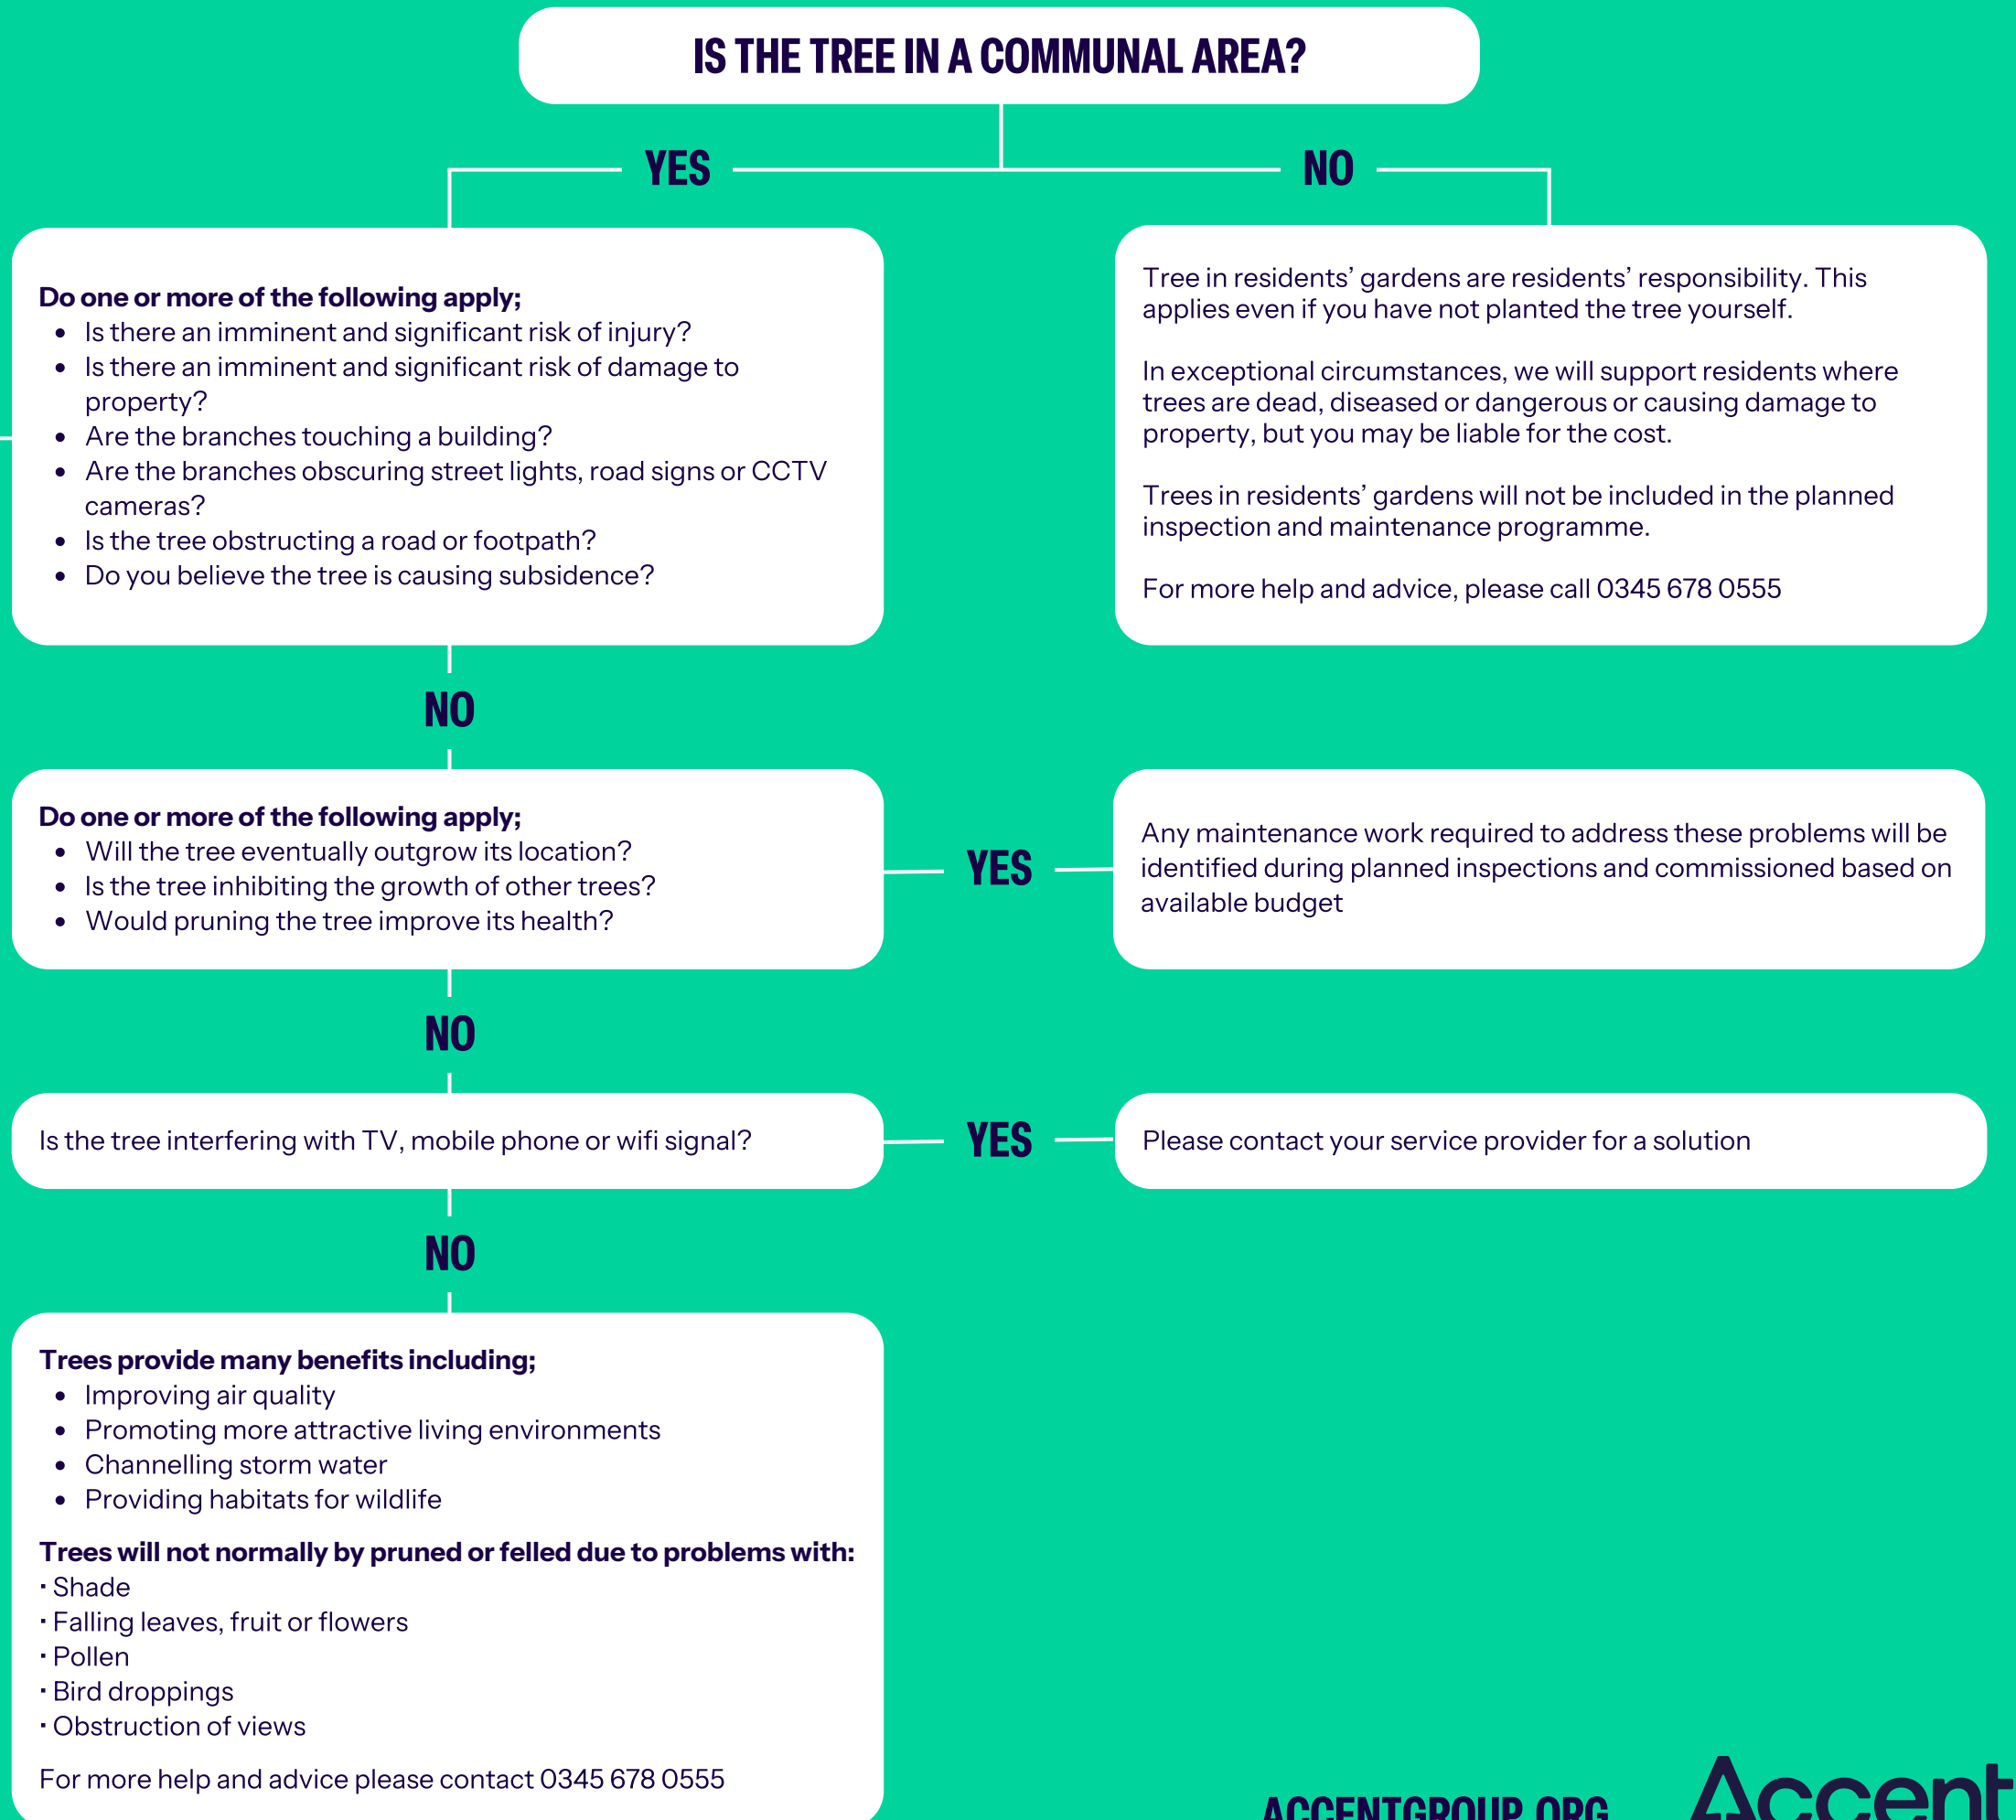 IS THE TREE IN A COMMUNAL AREA?
YES
NO
Do one or more of the following apply;
• Is there an imminent and significant risk of injury?
• Is there an imminent and significant risk of damage to
property?
• Are the branches touching a building?
• Are the branches obscuring street lights, road signs or CCTV
cameras?
• Is the tree obstructing a road or footpath?
• Do you believe the tree is causing subsidence?
Tree in residents’ gardens are residents’ responsibility. This
applies even if you have not planted the tree yourself.
In exceptional circumstances, we will support residents where
trees are dead, diseased or dangerous or causing damage to
property, but you may be liable for the cost.
Trees in residents’ gardens will not be included in the planned
inspection and maintenance programme.
For more help and advice, please call 0345 678 0555
NO
Do one or more of the following apply;
• Will the tree eventually outgrow its location?
• Is the tree inhibiting the growth of other trees?
• Would pruning the tree improve its health?
YES
Any maintenance work required to address these problems will be
identified during planned inspections and commissioned based on
available budget
NO
Is the tree interfering with TV, mobile phone or wifi signal?
YES
Please contact your service provider for a solution
NO
Trees provide many benefits including;
• Improving air quality
• Promoting more attractive living environments
• Channelling storm water
• Providing habitats for wildlife
Trees will not normally by pruned or felled due to problems with:
· Shade
· Falling leaves, fruit or flowers
· Pollen
· Bird droppings
· Obstruction of views
For more help and advice please contact 0345 678 0555
ACCENTGROUP.ORG
Accent